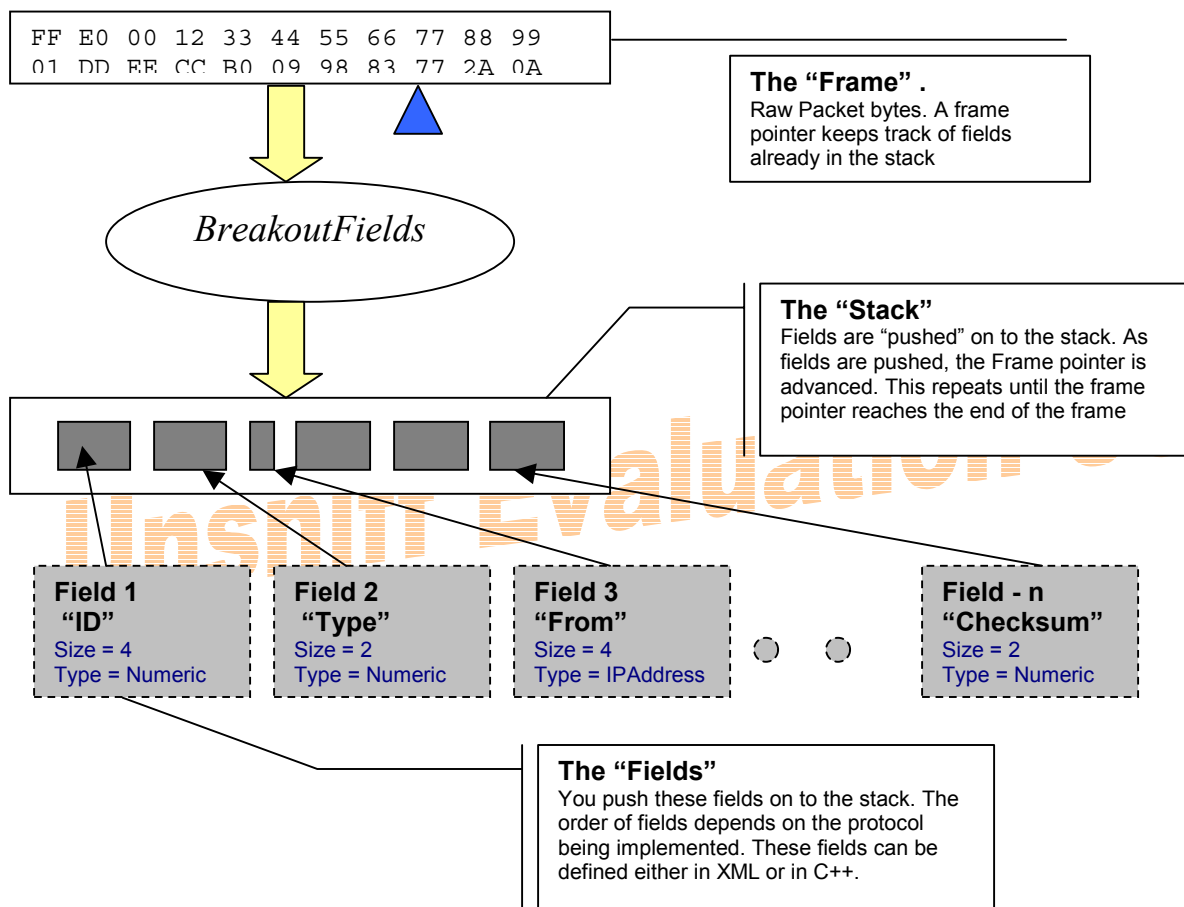 FF E0 00 12 33 44 55 66 77 88 99
01 DD EE CC B0 09 98 83 77 2A 0A
The “Frame” .
Raw Packet bytes. A frame
pointer keeps track of fields
already in the stack
BreakoutFields
The “Stack”
Fields are “pushed” on to the stack. As
fields are pushed, the Frame pointer is
advanced. This repeats until the frame
pointer reaches the end of the frame
Unsniff Evaluation
Field 1
“ID”
Size = 4
Type = Numeric
Field 2
“Type”
Size = 2
Type = Numeric
Field 3
“From”
Size = 4
Type = IPAddress
Field - n
“Checksum”
Size = 2
Type = Numeric
The “Fields”
You push these fields on to the stack. The
order of fields depends on the protocol
being implemented. These fields can be
defined either in XML or in C++.